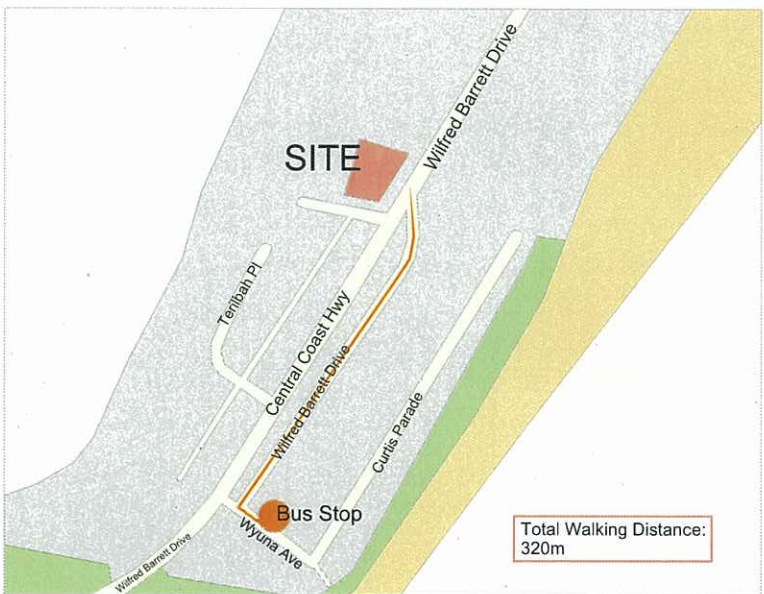 Wilfred Barrett Drive
SITE
Terilbah Pl
Central Coast Hwy
Wilfred Barrett Drive
Curtis Parade
Bus Stop
Wyuna Ave
Wilfred Barrett Drive
Total Walking Distance:
320m